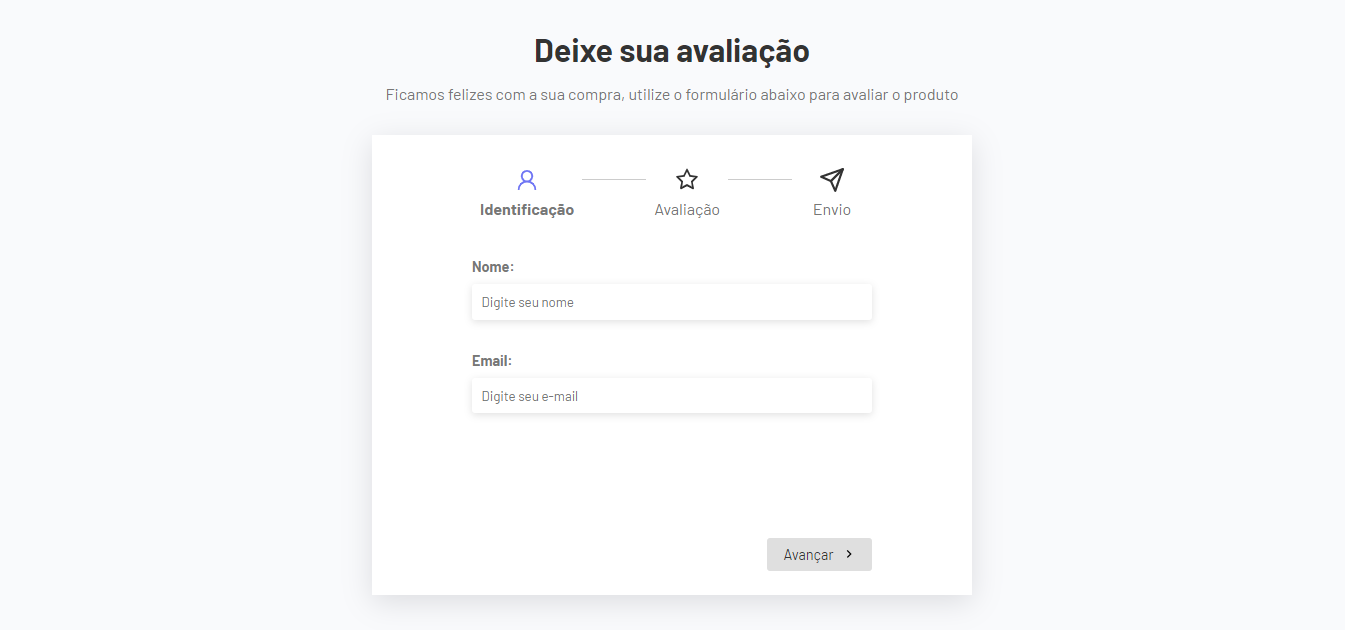 Deixe sua avaliação
Ficamos felizes com a sua compra, utilize o formulário abaixo para avaliar o produto
Identificação
Avaliação
Envio
Nome:
Digite seu nome
Email:
Digite seu e-mail
Avançar